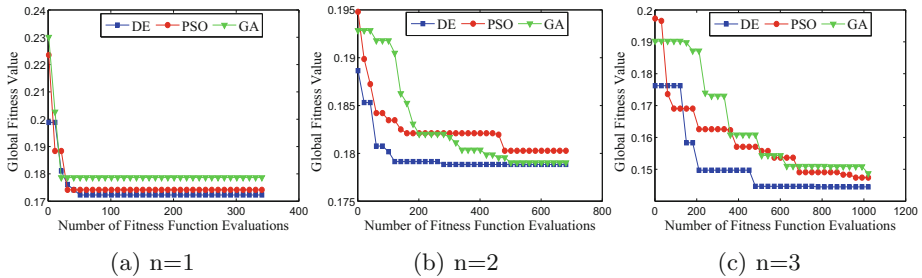 DE PSO GA
Global Fitness Value
0.24
0.23
0.22
0.21
0.2
0.19
0.18
0.17
0 100 200 300 400
Number of Fitness Function Evaluations
(a) n=1
DE PSO GA
Global Fitness Value
0.195
0.19
0.185
0.18
0.175
0 200 400 600 800
Number of Fitness Function Evaluations
(b) n=2
DE PSO GA
Global Fitness Value
0.2
0.19
0.18
0.17
0.16
0.15
0 200 400 600 800 1000 1200
Number of Fitness Function Evaluations
(c) n=3